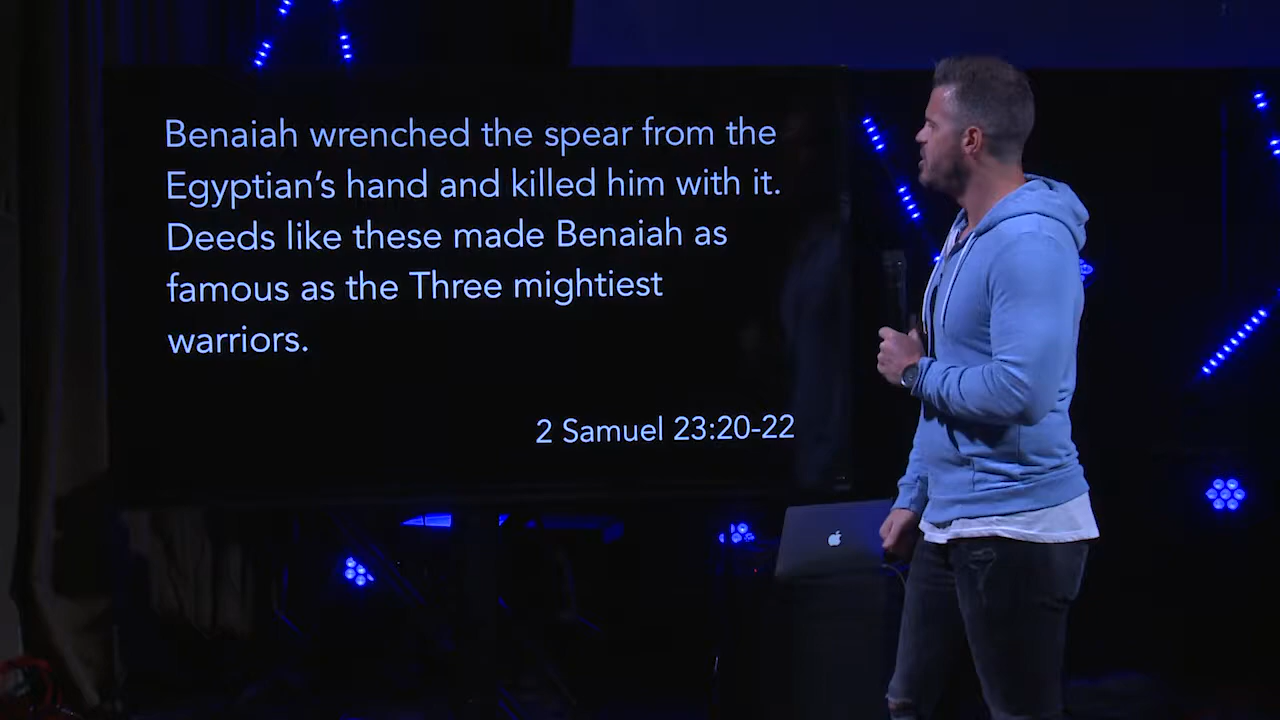 Benaiah wrenched the spear from the
Egyptian’s hand and killed him with it.
Deeds like these made Benaiah as
famous as the Three mightiest
warriors.
2 Samuel 23:20-22